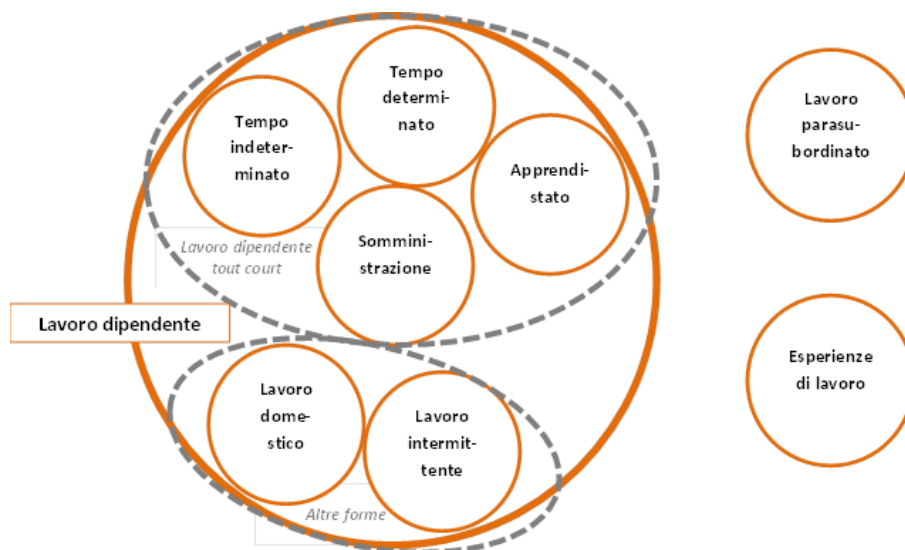 Tempo
determi-
nato
Tempo
indeter-
minato
Apprendi-
stato
Sommini-
strazione
Lavoro dipendente
tout court
Lavoro dipendente
Lavoro
dome-
stico
Lavoro
intermit-
tente
Altre forme
Lavoro
parasu-
bordinato
Esperienze
di lavoro